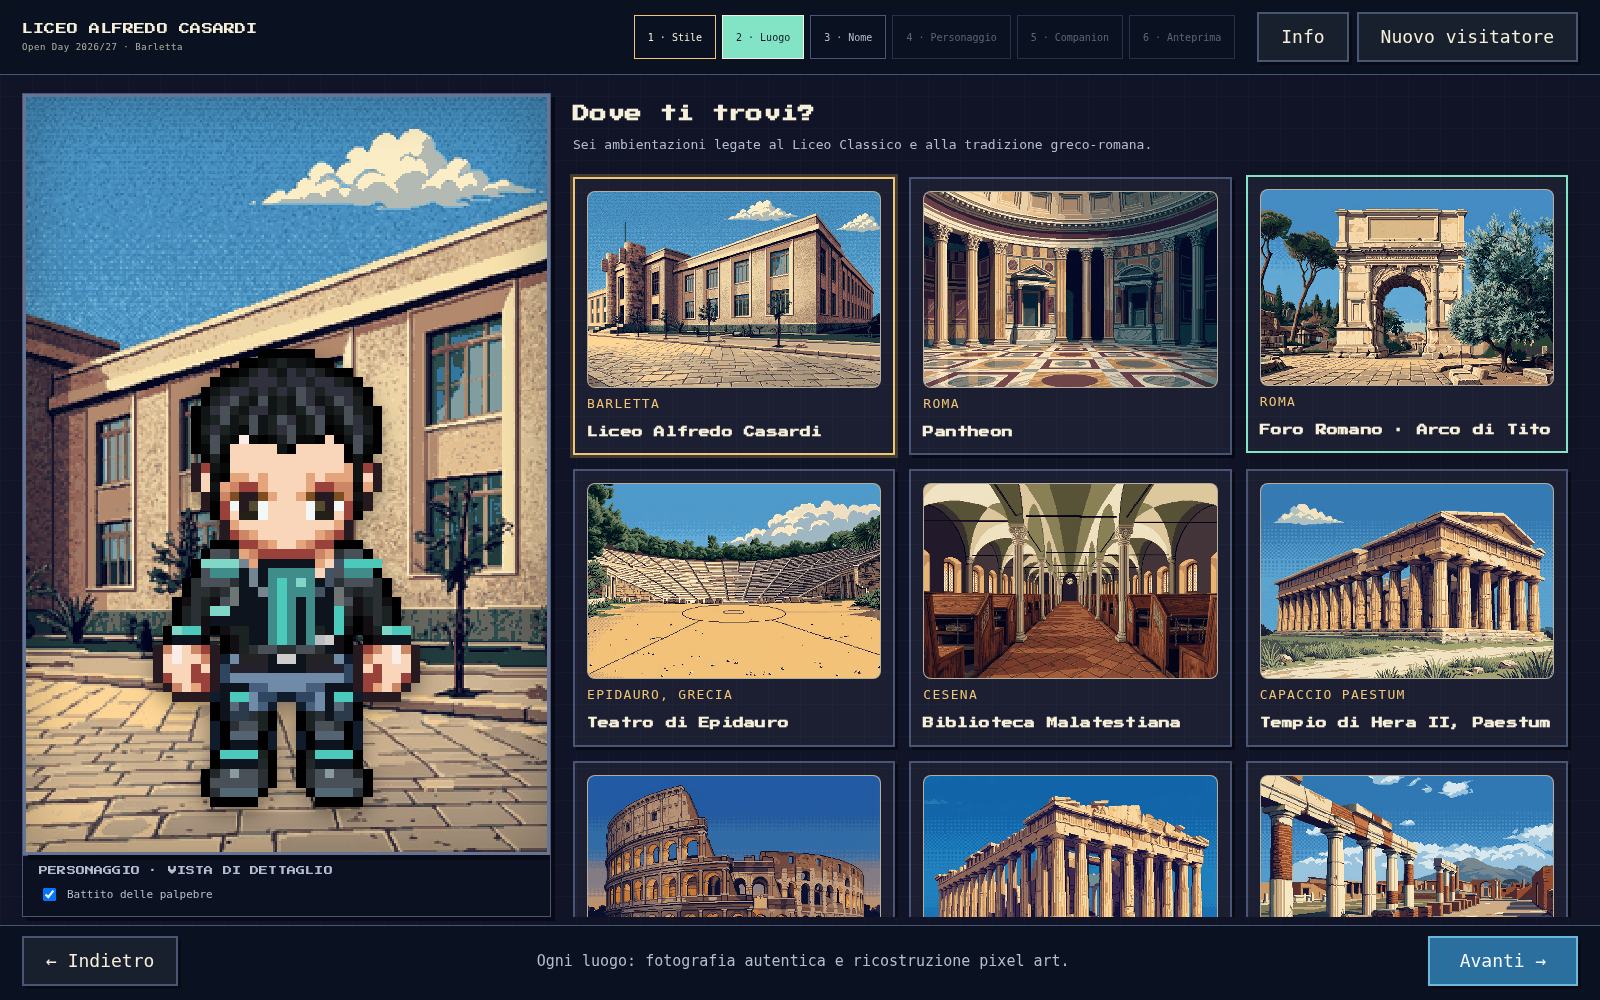 LICEO ALFREDO CASARDI
Open Day 2026/27 · Barletta
1 · Stile
2 · Luogo
3 · Nome
4 · Personaggio
5 · Companion
6 · Anteprima
Info
Nuovo visitatore
Dove ti trovi?
Sei ambientazioni legate al Liceo Classico e alla tradizione greco-romana.
BARLETTA
Liceo Alfredo Casardi
ROMA
Pantheon
ROMA
Foro Romano · Arco di Tito
EPIDAURO, GRECIA
Teatro di Epidauro
CESENA
Biblioteca Malatestiana
CAPACCIO PAESTUM
Tempio di Hera II, Paestum
PERSONAGGIO · VISTA DI DETTAGLIO
Battito delle palpebre
← Indietro
Ogni luogo: fotografia autentica e ricostruzione pixel art.
Avanti →